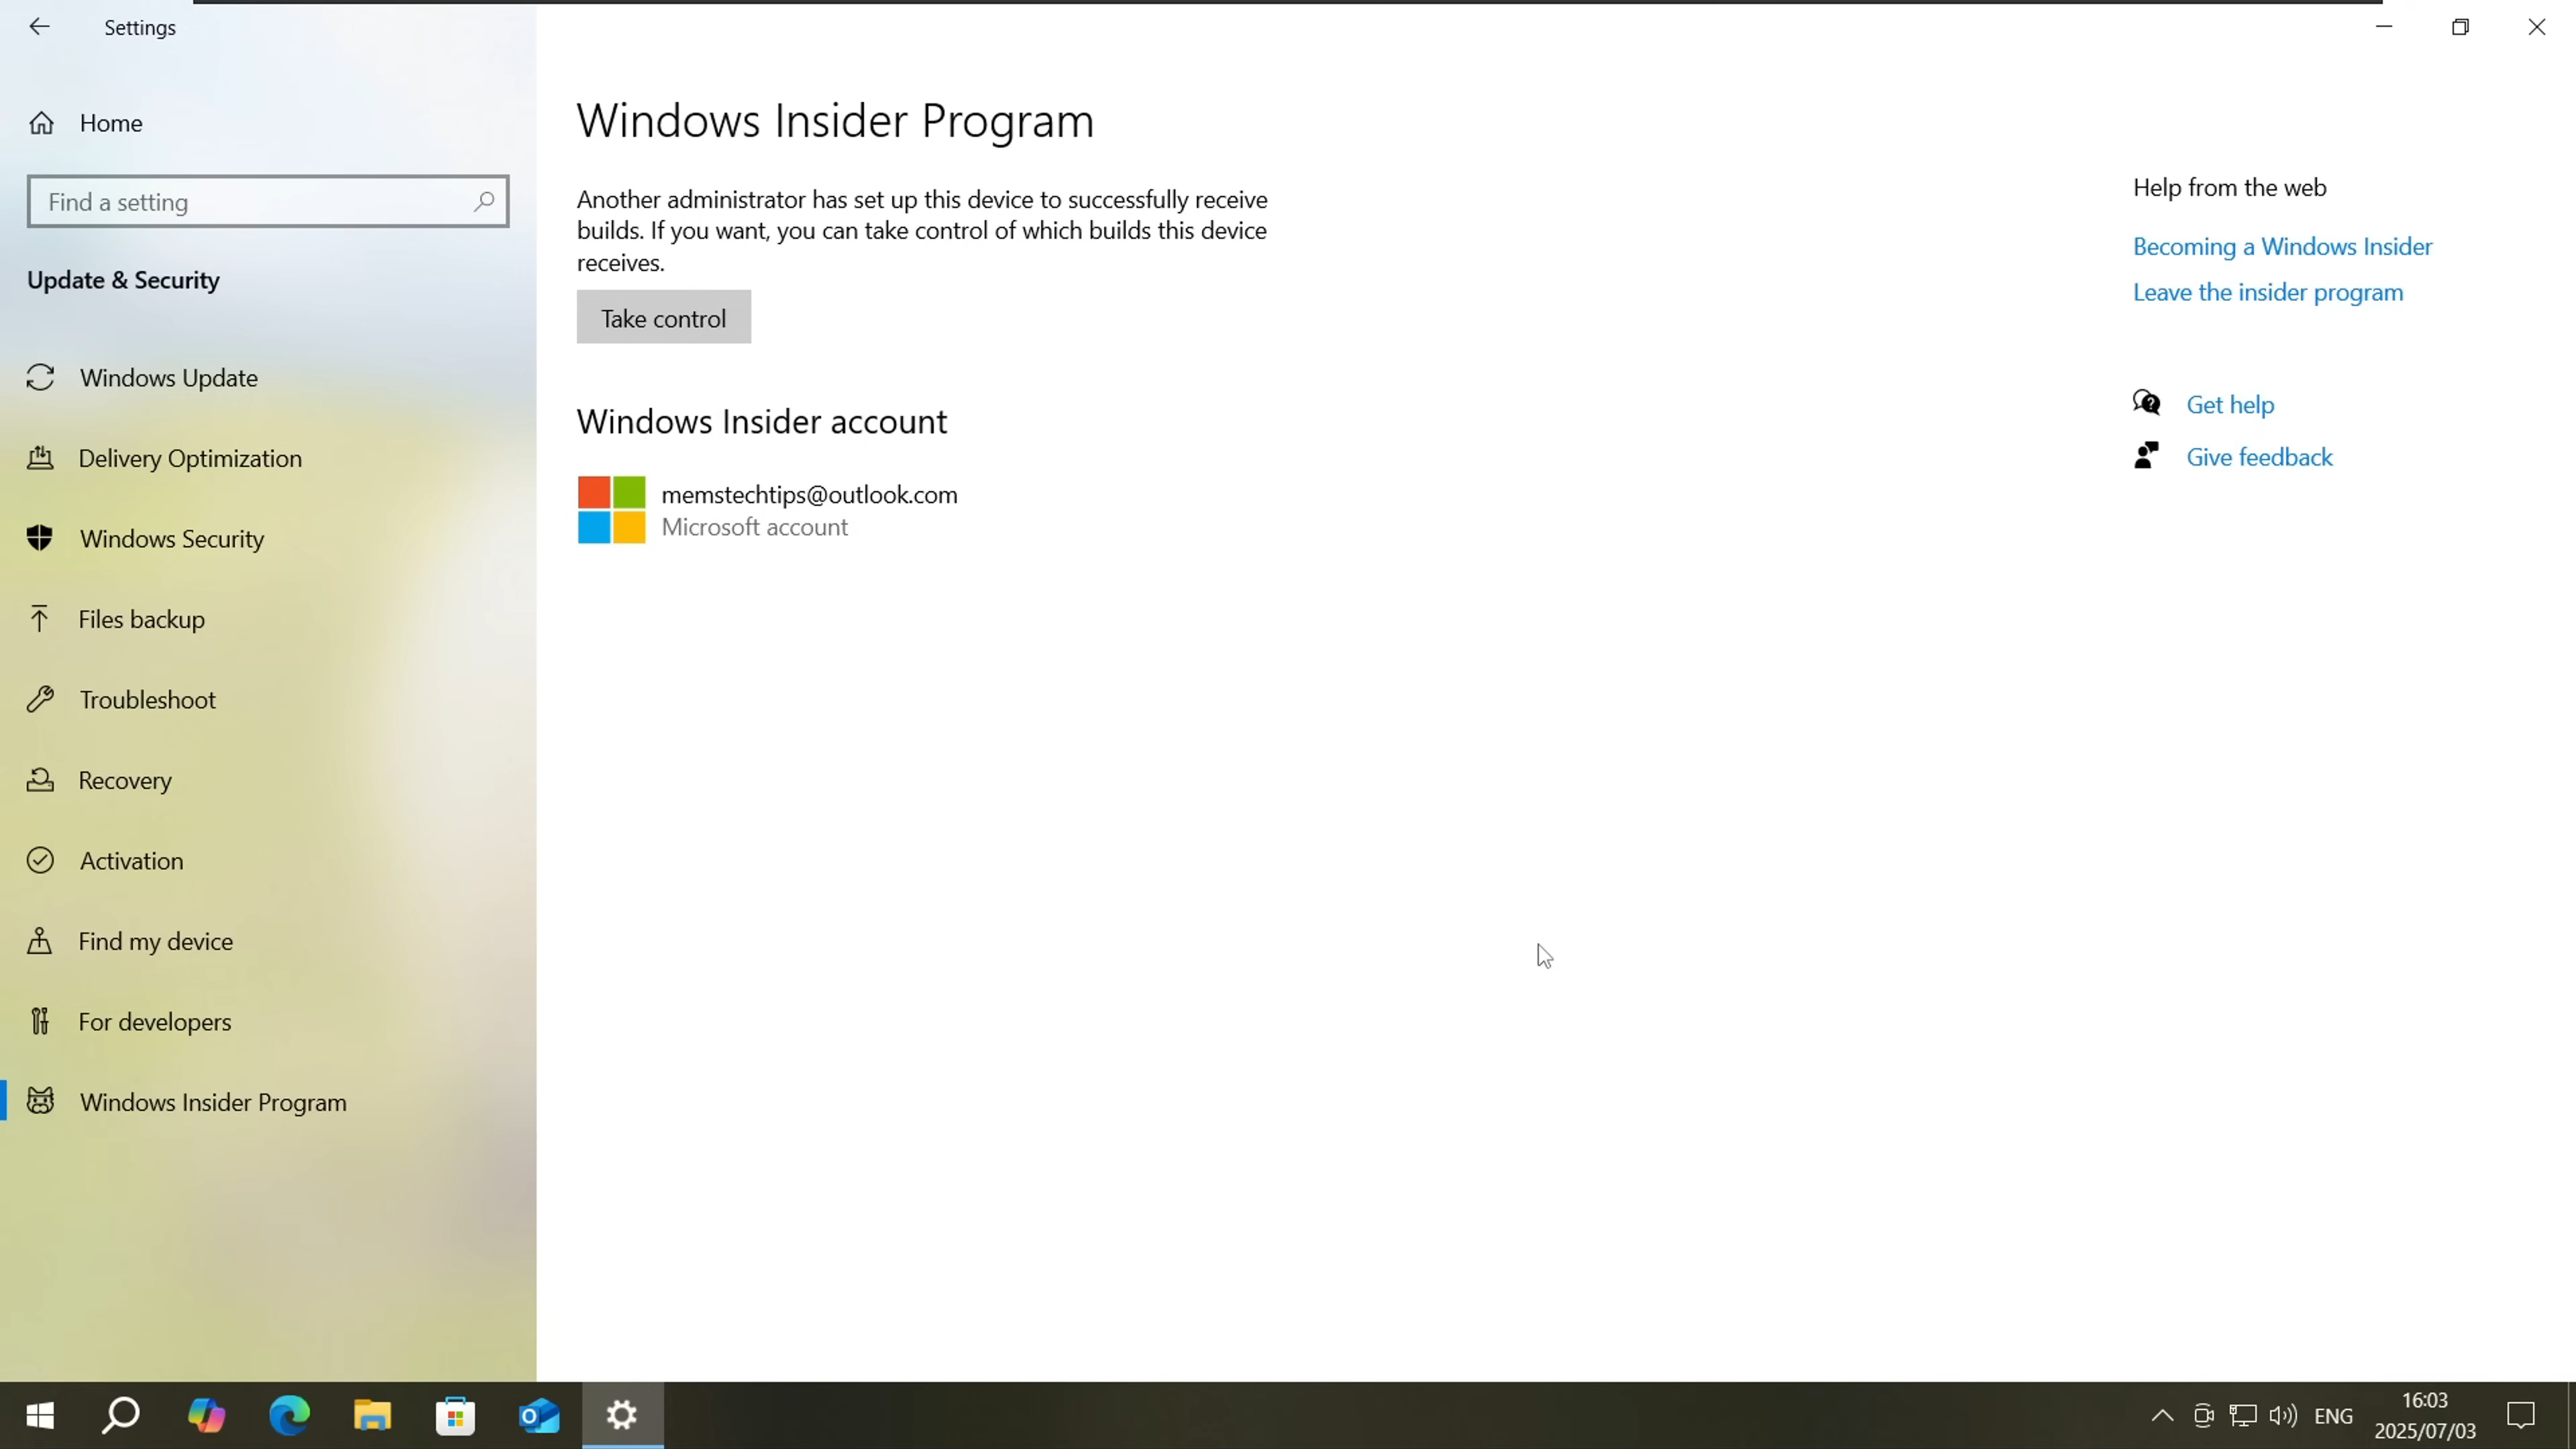 Settings
Home
Find a setting
Update & Security
Windows Update
Delivery Optimization
Windows Security
Files backup
Troubleshoot
Recovery
Activation
Find my device
For developers
Windows Insider Program
Windows Insider Program
Another administrator has set up this device to successfully receive
builds. If you want, you can take control of which builds this device
receives.
Take control
Windows Insider account
memstechtips@outlook.com
Microsoft account
Help from the web
Becoming a Windows Insider
Leave the insider program
Get help
Give feedback
ENG
16:03
2025/07/03